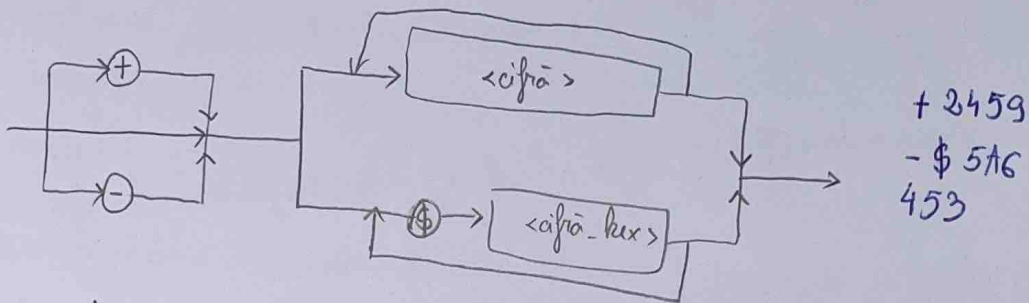 +
<cifră>
-
$ <cifră_hex>
+ 2459
- $ 5A6
453